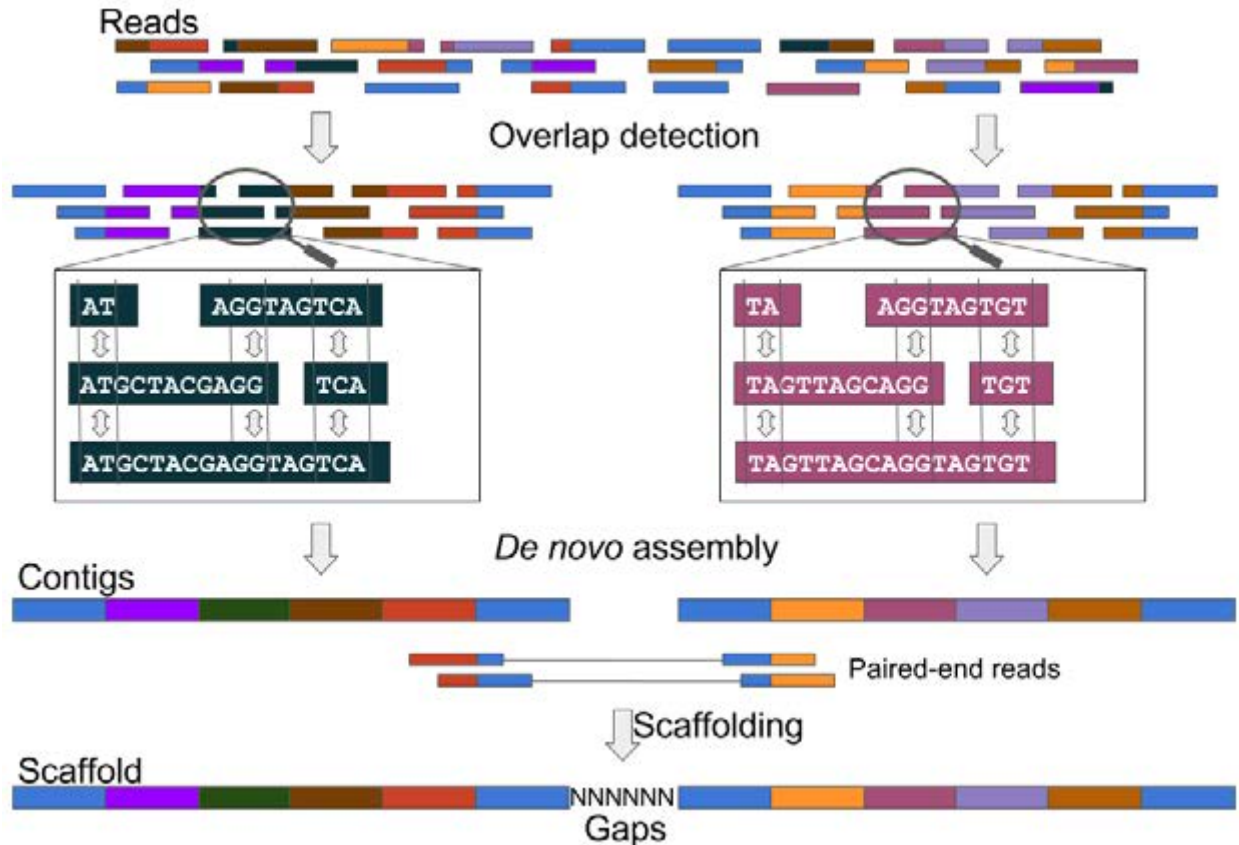 Reads
Overlap detection
AT AGGTAGTCA
ATGCTACGAGG TCA
ATGCTACGAGGTAGTCA
TA AGGTAGTGT
TAGTTAGCAGG TGT
TAGTTAGCAGGTAGTGT
De novo assembly
Contigs
Paired-end reads
Scaffolding
Scaffold
NNNNNN
Gaps